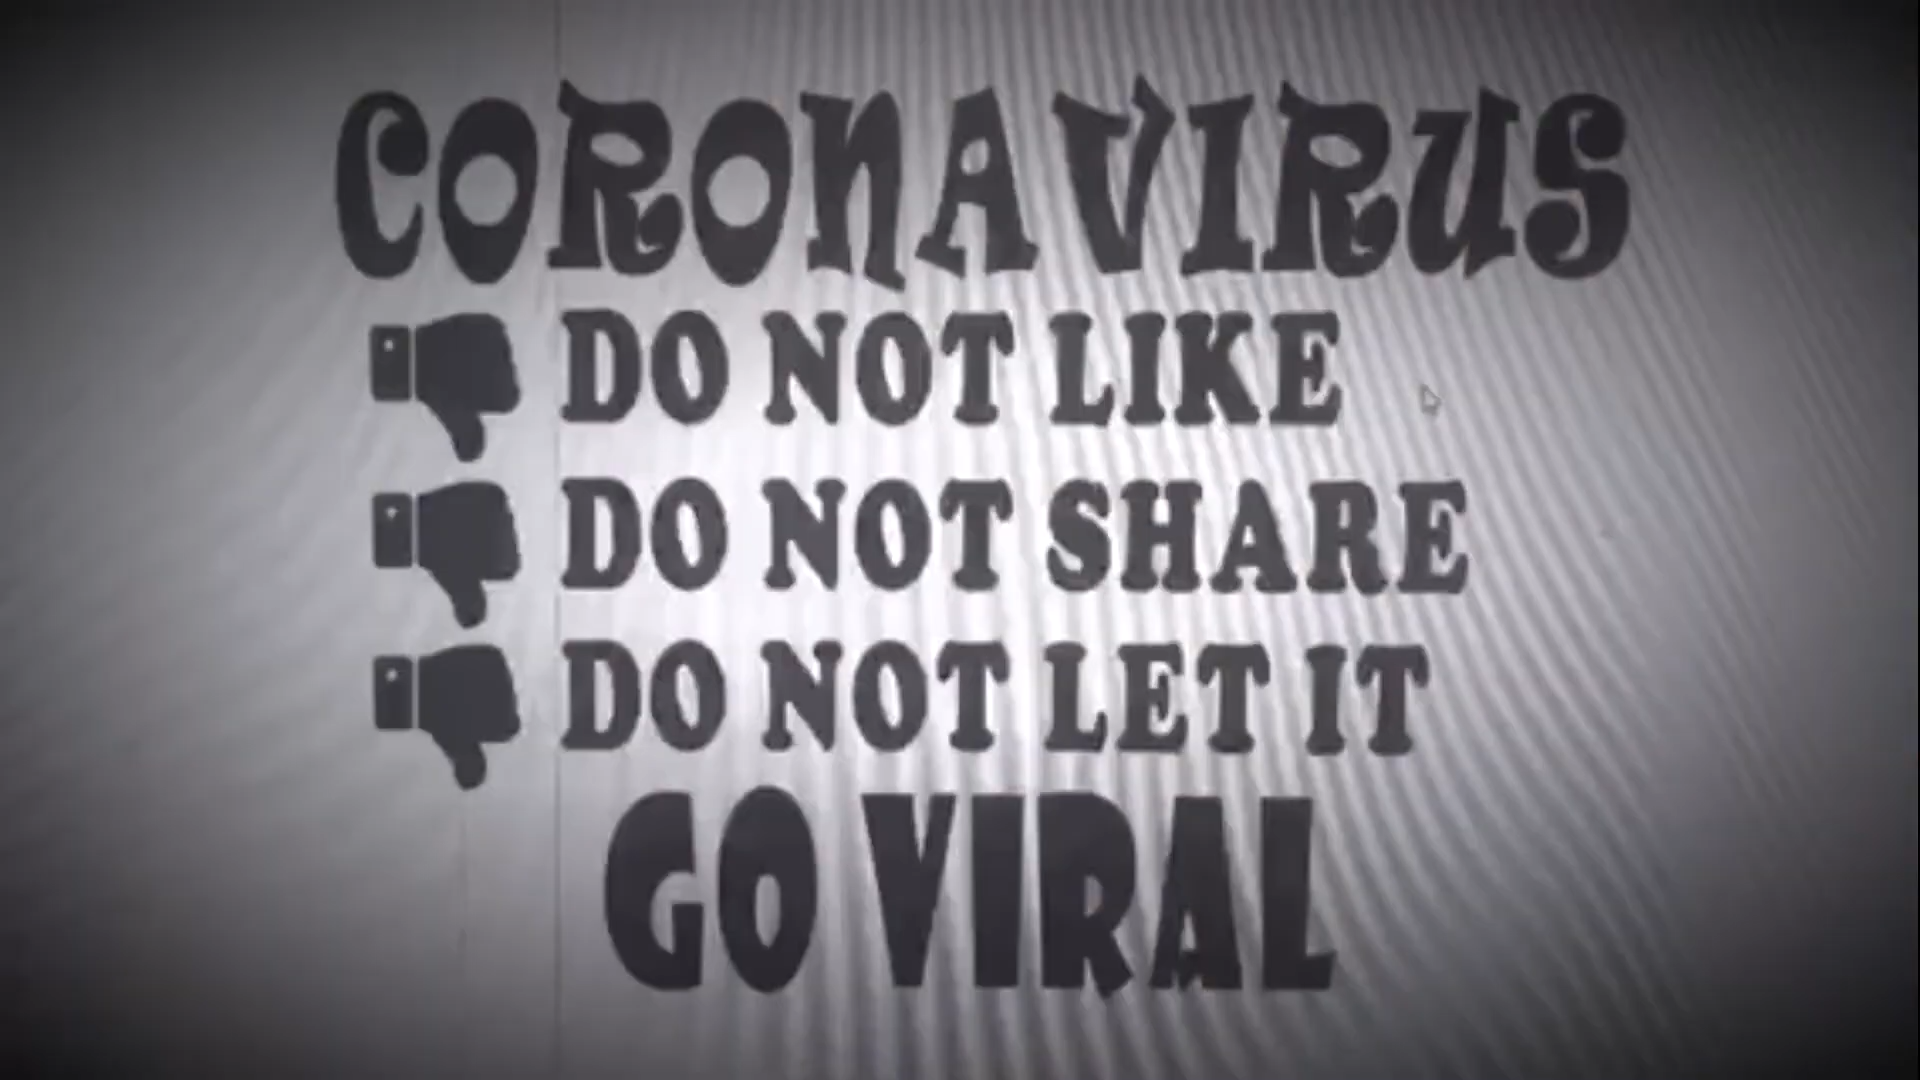 CORONAVIRUS
DO NOT LIKE
DO NOT SHARE
DO NOT LET IT
GO VIRAL